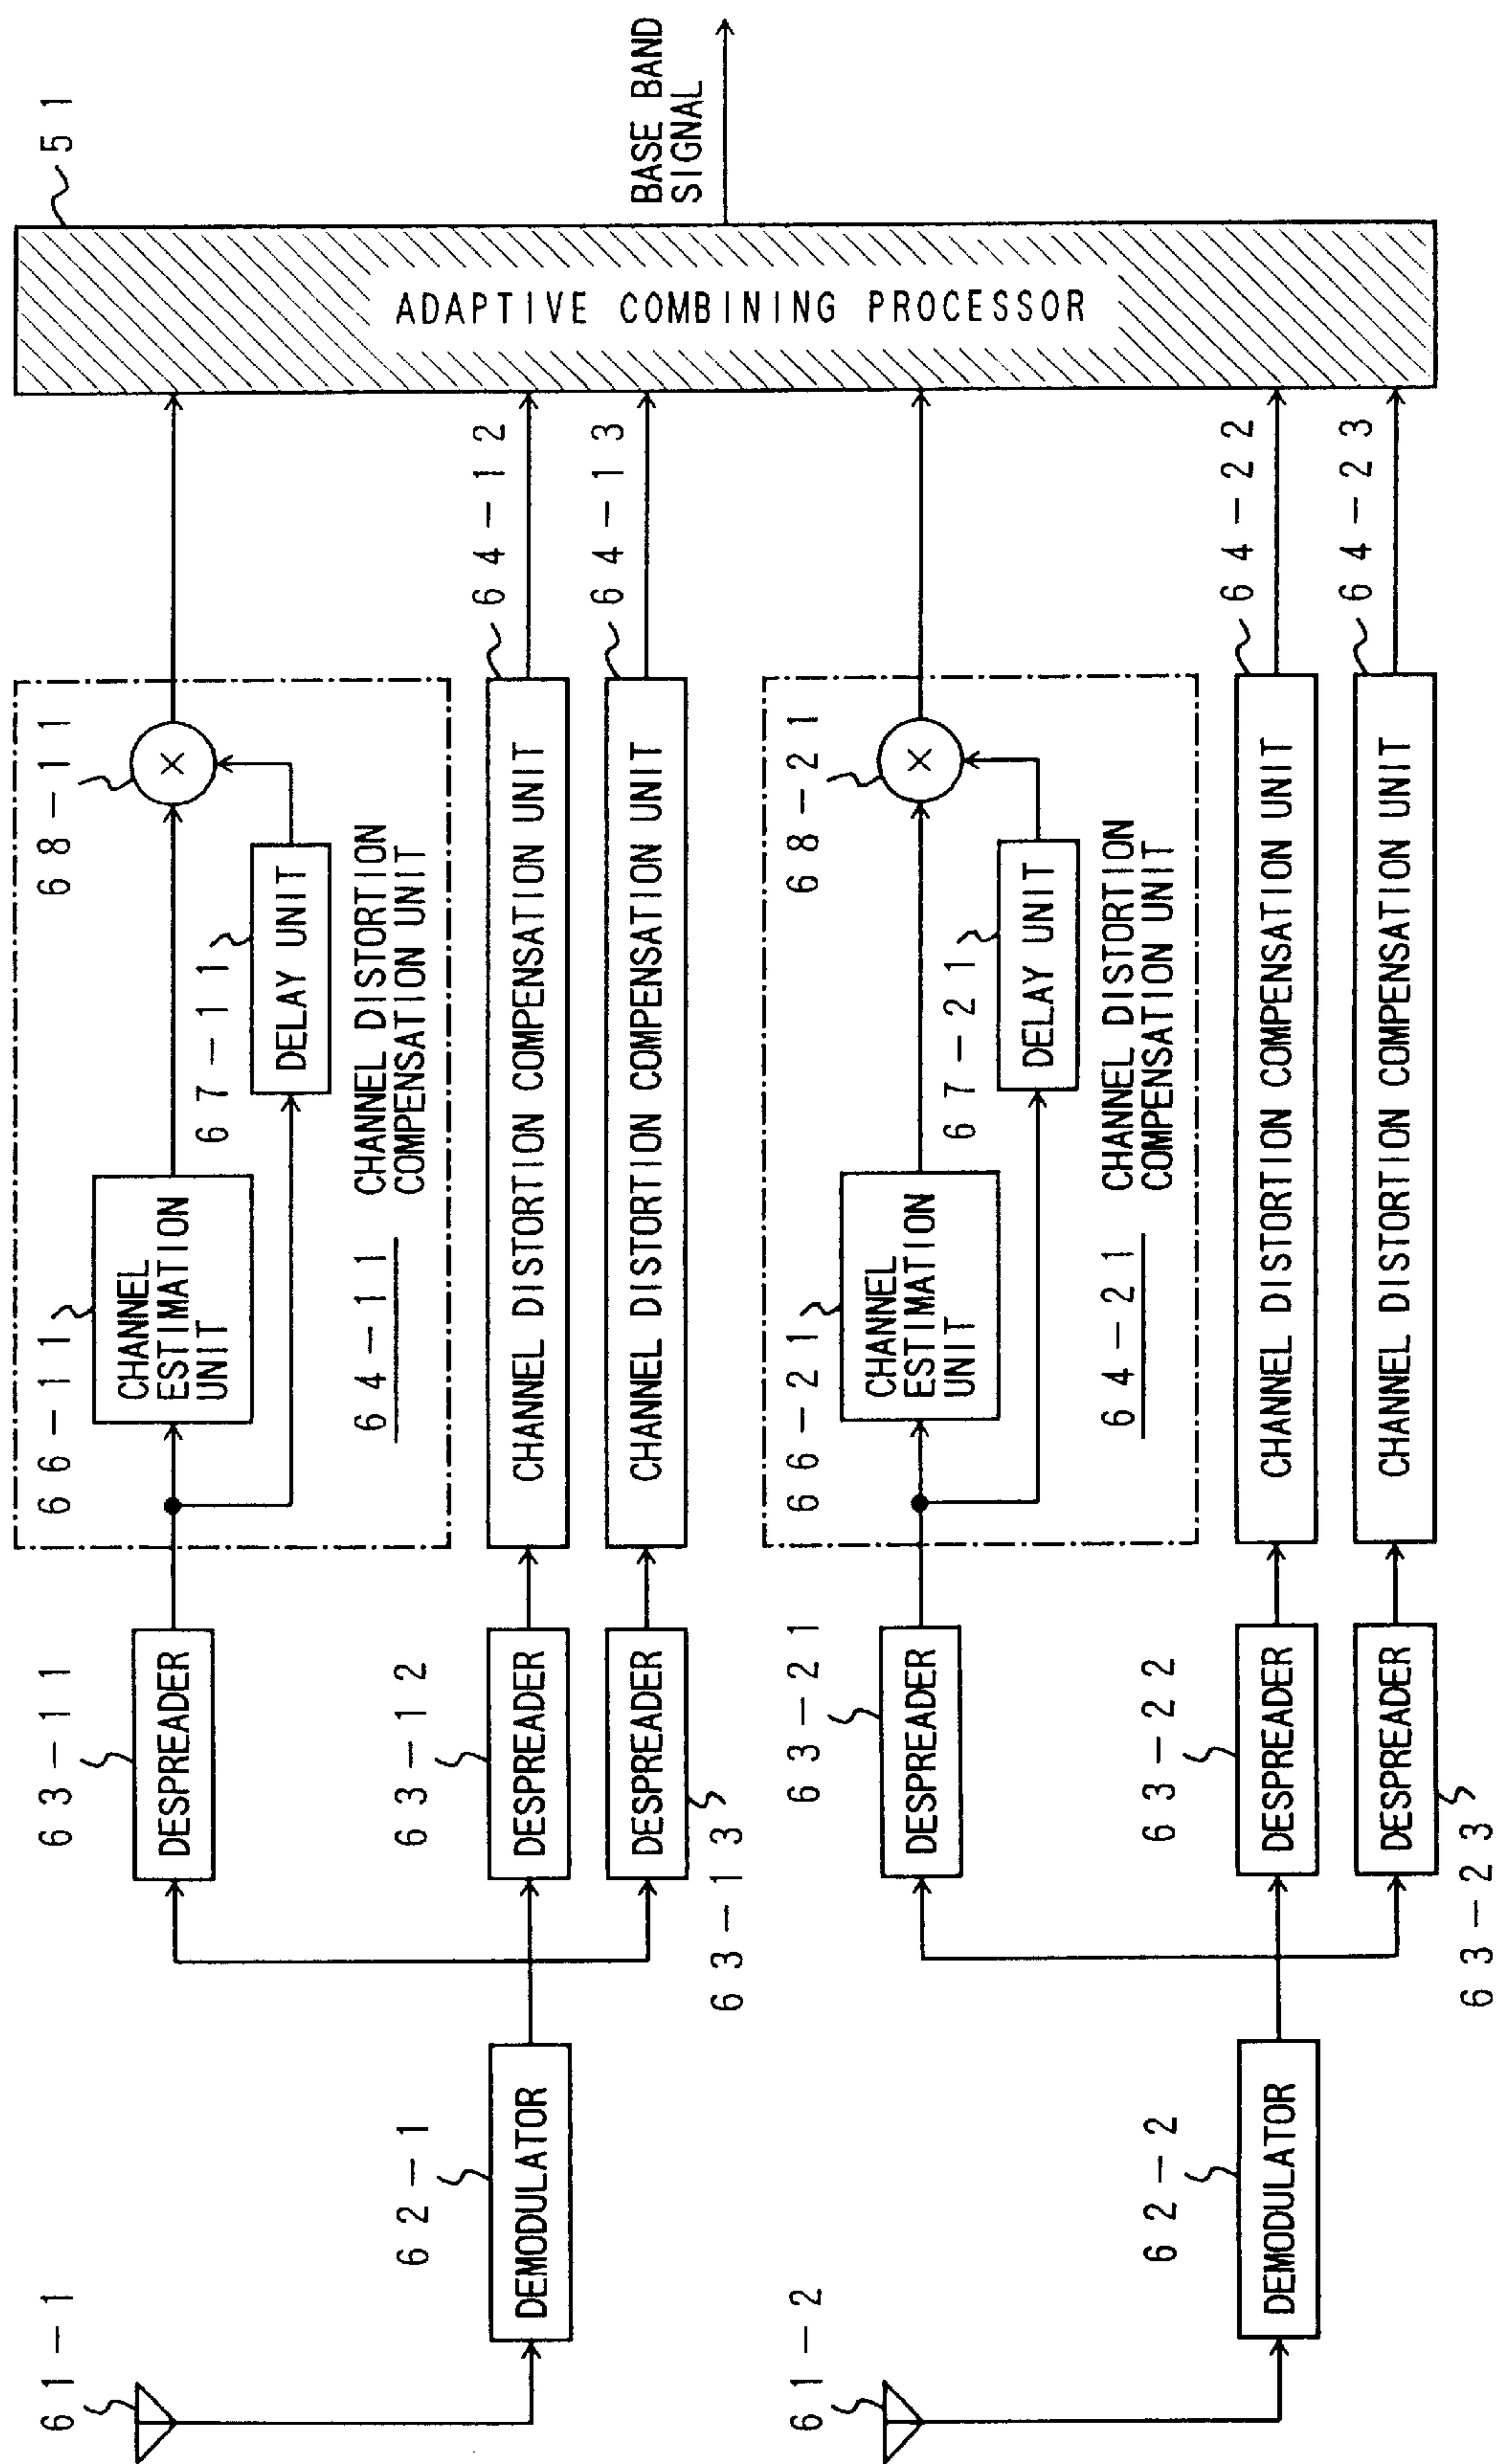 61-1
62-1
DEMODULATOR
63-11
DESPREADER
63-12
DESPREADER
DESPREADER
63-13
66-11
CHANNEL
ESTIMATION
UNIT
67-11
DELAY UNIT
68-11
64-11
CHANNEL DISTORTION
COMPENSATION UNIT
CHANNEL DISTORTION COMPENSATION UNIT
64-12
CHANNEL DISTORTION COMPENSATION UNIT
64-13
61-2
62-2
DEMODULATOR
63-21
DESPREADER
63-22
DESPREADER
DESPREADER
63-23
66-21
CHANNEL
ESTIMATION
UNIT
67-21
DELAY UNIT
68-21
64-21
CHANNEL DISTORTION
COMPENSATION UNIT
CHANNEL DISTORTION COMPENSATION UNIT
64-22
CHANNEL DISTORTION COMPENSATION UNIT
64-23
51
ADAPTIVE COMBINING PROCESSOR
BASE BAND
SIGNAL